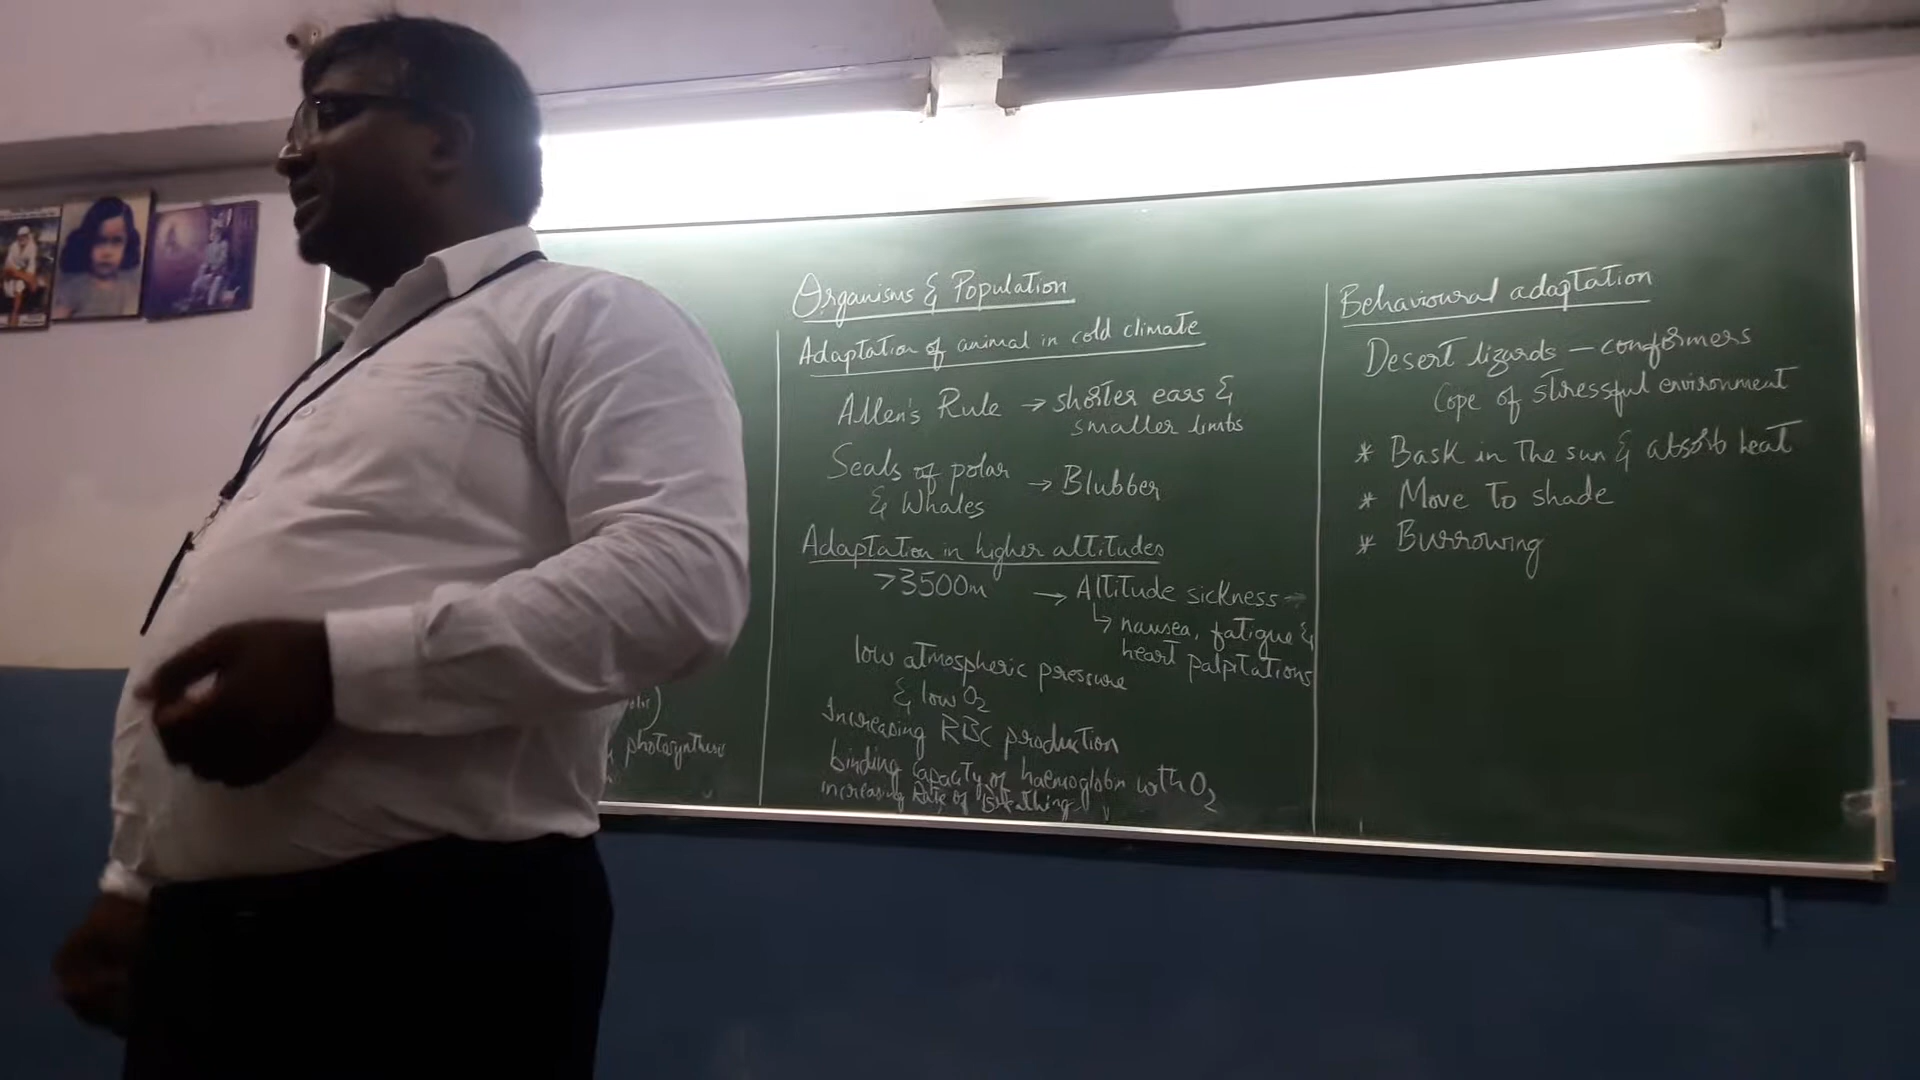 Organisms & Population
Adaptation of animal in cold climate
Allen's Rule → shorter ears &
smaller limbs
Seals of polar
& Whales → Blubber
Adaptation in higher altitudes
>3500m → Altitude sickness →
↳ nausea, fatigue &
heart palpitations
low atmospheric pressure
& low O2
Increasing RBC production
binding capacity of haemoglobin with O2
increasing Rate of Breathing
photosynthesis
Behavioural adaptation
Desert lizards – conformers
Cope of stressful environment
* Bask in the sun & absorb heat
* Move to shade
* Burrowing